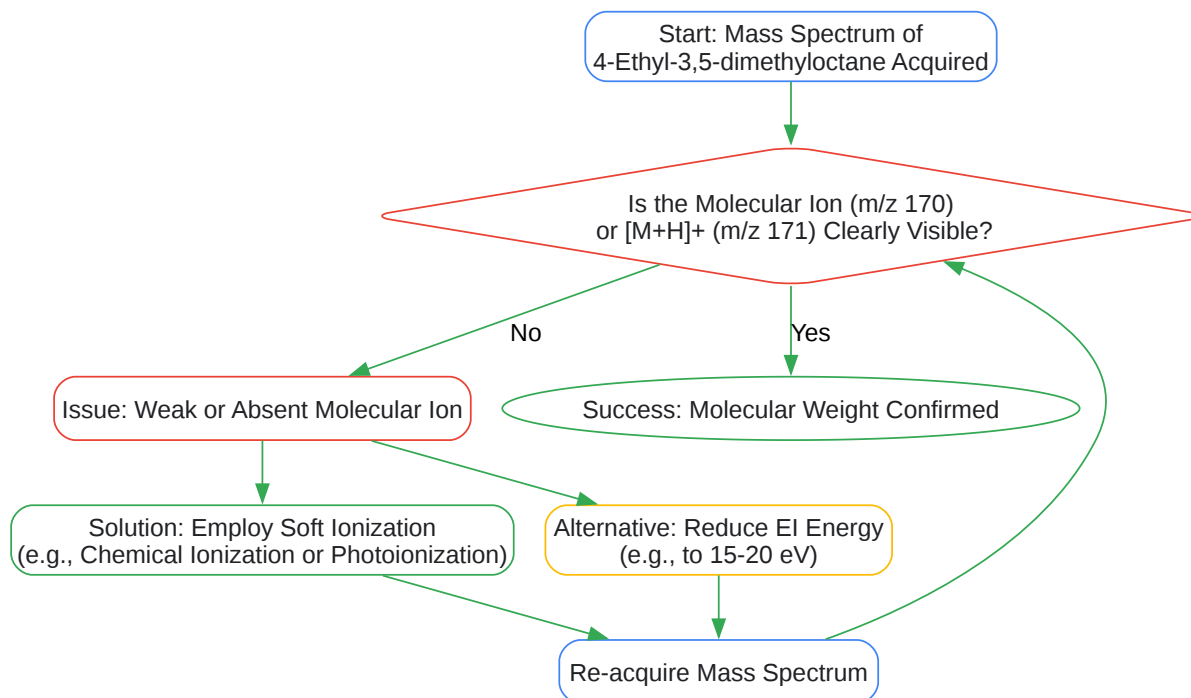 Start: Mass Spectrum of
4-Ethyl-3,5-dimethyloctane Acquired
Is the Molecular Ion (m/z 170)
or [M+H]+ (m/z 171) Clearly Visible?
No
Yes
Issue: Weak or Absent Molecular Ion
Success: Molecular Weight Confirmed
Solution: Employ Soft Ionization
(e.g., Chemical Ionization or Photoionization)
Alternative: Reduce EI Energy
(e.g., to 15-20 eV)
Re-acquire Mass Spectrum